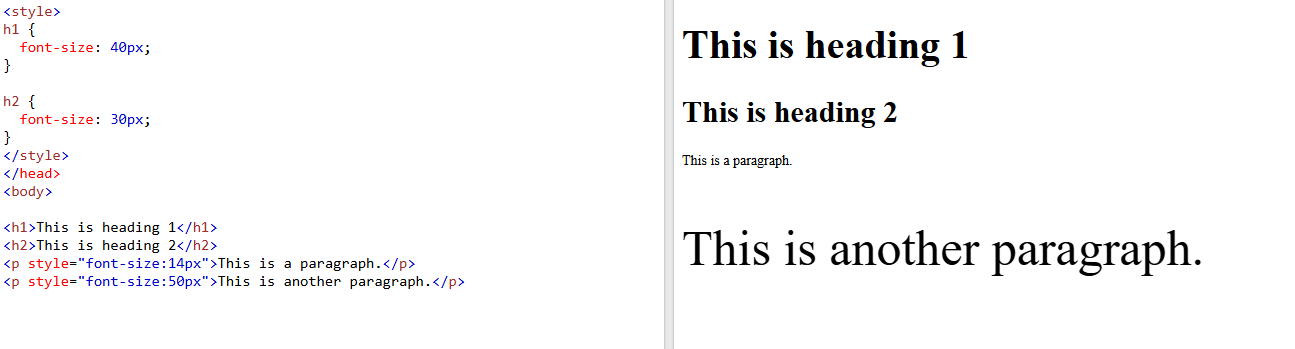 <style>
h1 {
  font-size: 40px;
}

h2 {
  font-size: 30px;
}
</style>
</head>
<body>

<h1>This is heading 1</h1>
<h2>This is heading 2</h2>
<p style="font-size:14px">This is a paragraph.</p>
<p style="font-size:50px">This is another paragraph.</p>
This is heading 1
This is heading 2
This is a paragraph.
This is another paragraph.